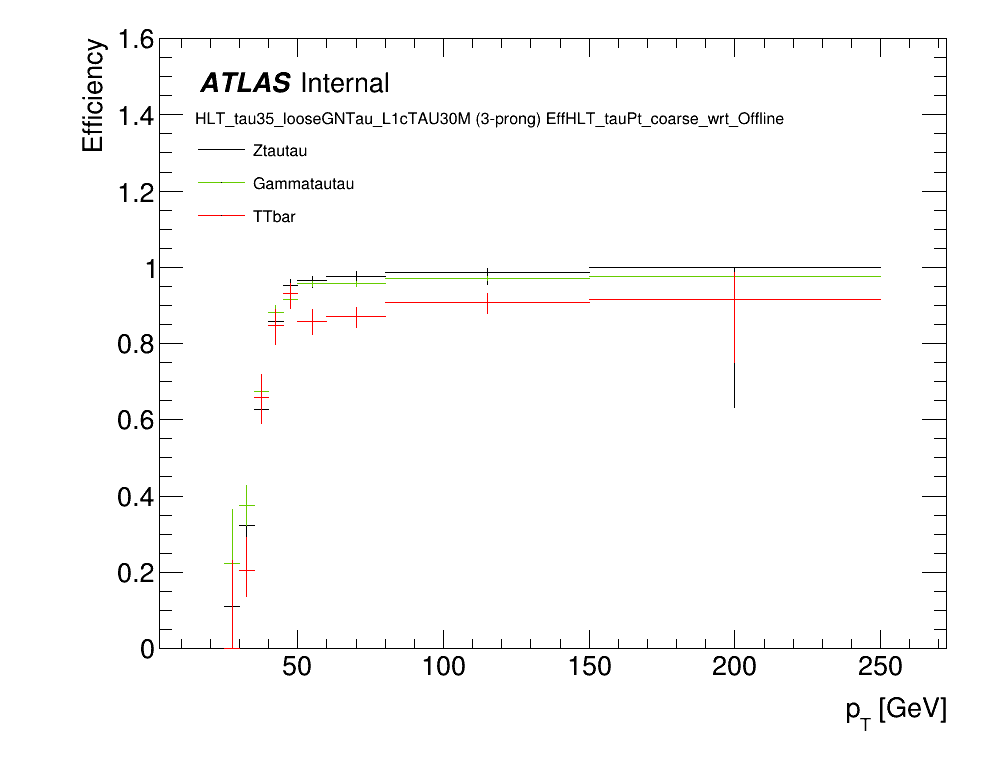 1.6
Efficiency
ATLAS Internal
1.4
HLT_tau35_looseGNTau_L1cTAU30M (3-prong) EffHLT_tauPt_coarse_wrt_Offline
Ztautau
Gammatautau
1.2
TTbar
1
0.8
0.6
0.4
0.2
0
50 100 150 200 250
p_T [GeV]